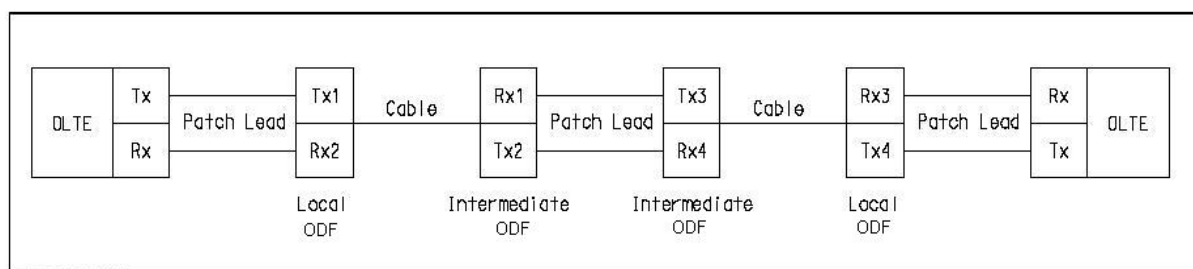 Tx Tx1 Rx1 Tx3 Rx3 Rx
Cable Cable
OLTE Patch Lead Patch Lead Patch Lead OLTE
Rx Rx2 Tx2 Rx4 Tx4 Tx
Local Intermediate Intermediate Local
ODF ODF ODF ODF